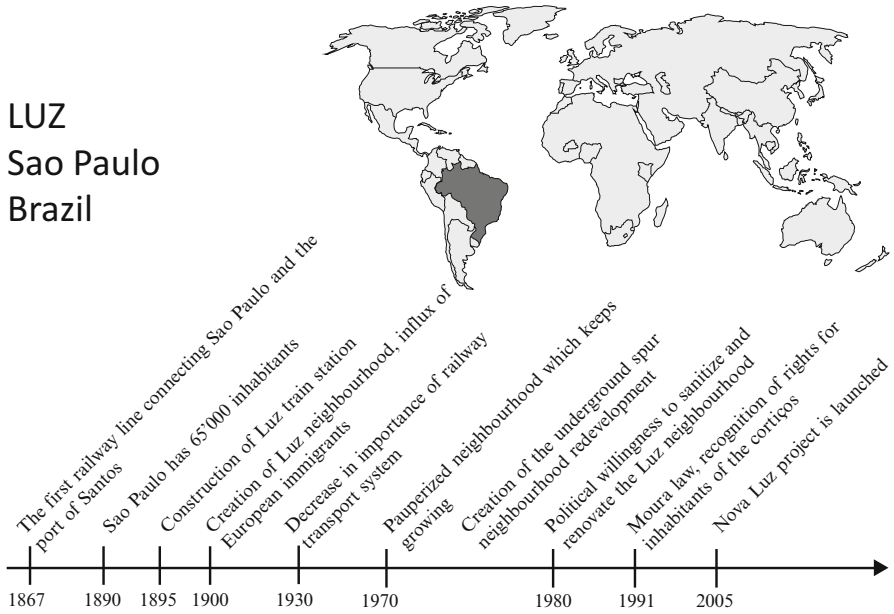 LUZ
Sao Paulo
Brazil
The first railway line connecting Sao Paulo and the
port of Santos
Sao Paulo has 65'000 inhabitants
Construction of Luz train station
Creation of Luz neighbourhood, influx of
European immigrants
Decrease in importance of railway
transport system
Pauperized neighbourhood which keeps
growing
Creation of the underground spur
neighbourhood redevelopment
Political willingness to sanitize and
renovate the Luz neighbourhood
Moura law, recognition of rights for
inhabitants of the cortiços
Nova Luz project is launched
1867 1890 1895 1900 1930 1970 1980 1991 2005